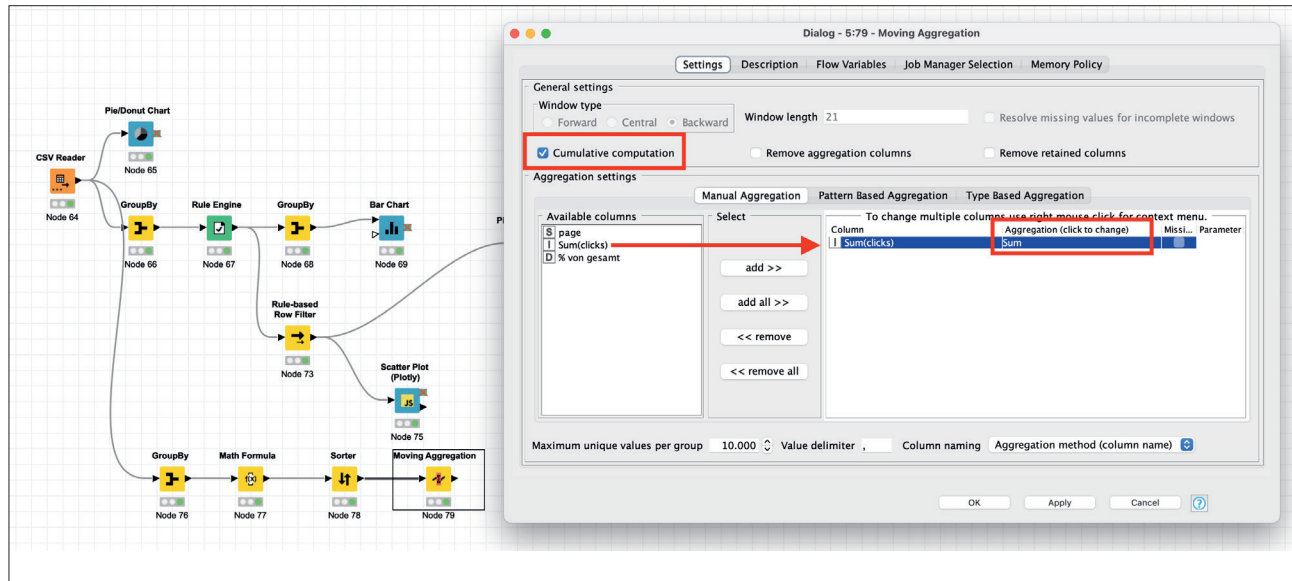 Dialog - 5:79 - Moving Aggregation
Settings Description Flow Variables Job Manager Selection Memory Policy
General settings
Window type
Forward Central Backward
Window length 21
Resolve missing values for incomplete windows
Cumulative computation
Remove aggregation columns
Remove retained columns
Aggregation settings
Manual Aggregation Pattern Based Aggregation Type Based Aggregation
Available columns
S page
I Sum(clicks)
D % von gesamt
Select
add >>
add all >>
<< remove
<< remove all
To change multiple columns use right mouse click for context menu.
Column Aggregation (click to change) Missi... Parameter
I Sum(clicks) Sum
Maximum unique values per group 10.000 Value delimiter , Column naming Aggregation method (column name)
OK Apply Cancel ?
Pie/Donut Chart
Node 65
CSV Reader
Node 64
GroupBy
Node 66
Rule Engine
Node 67
GroupBy
Node 68
Bar Chart
Node 69
Pi
Rule-based
Row Filter
Node 73
Scatter Plot
(Plotly)
JS
Node 75
GroupBy
Node 76
Math Formula
f(x)
Node 77
Sorter
Node 78
Moving Aggregation
Node 79